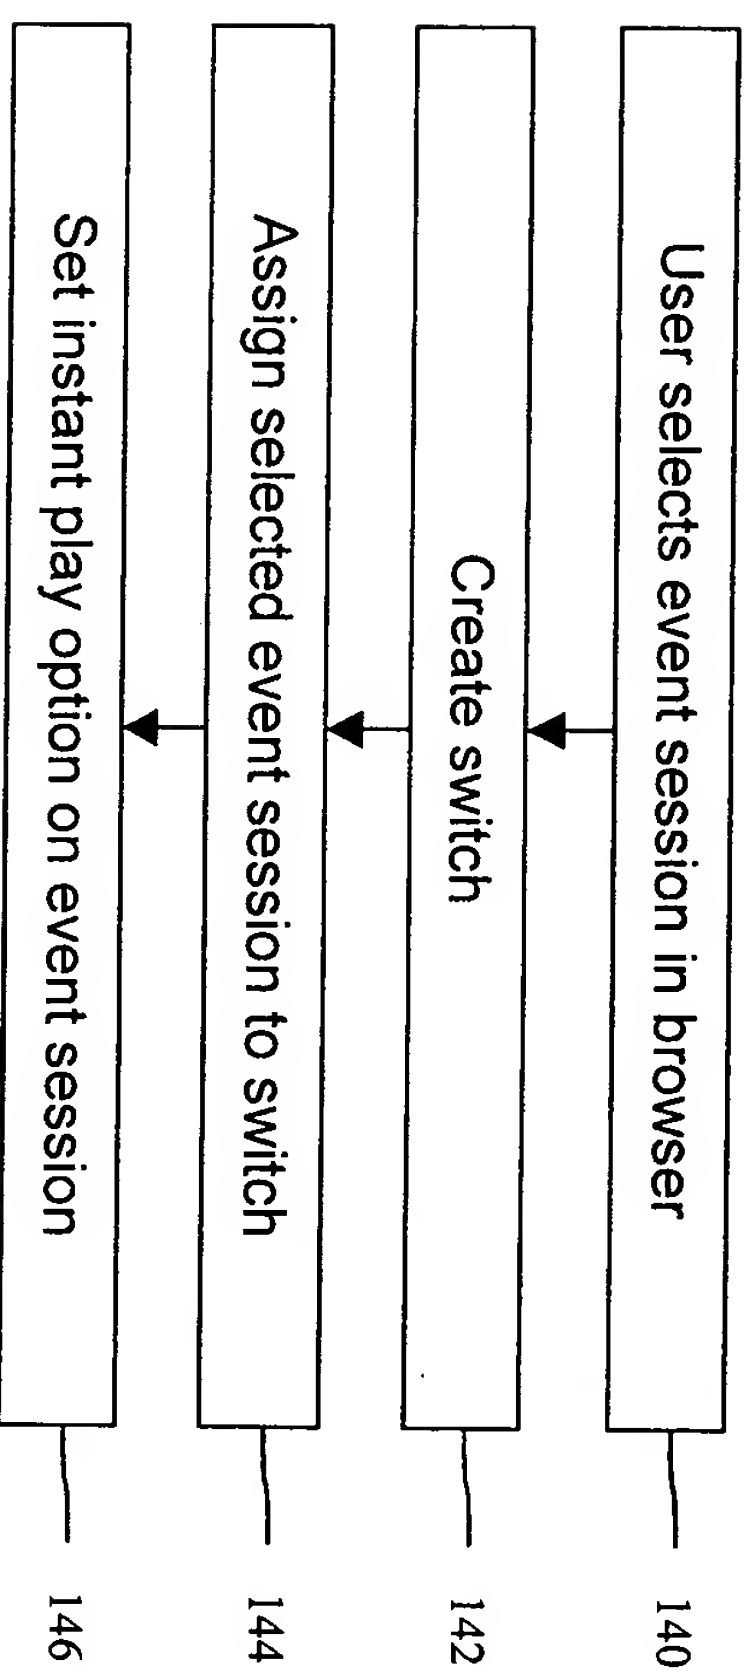 User selects event session in browser
140
Create switch
142
Assign selected event session to switch
144
Set instant play option on event session
146